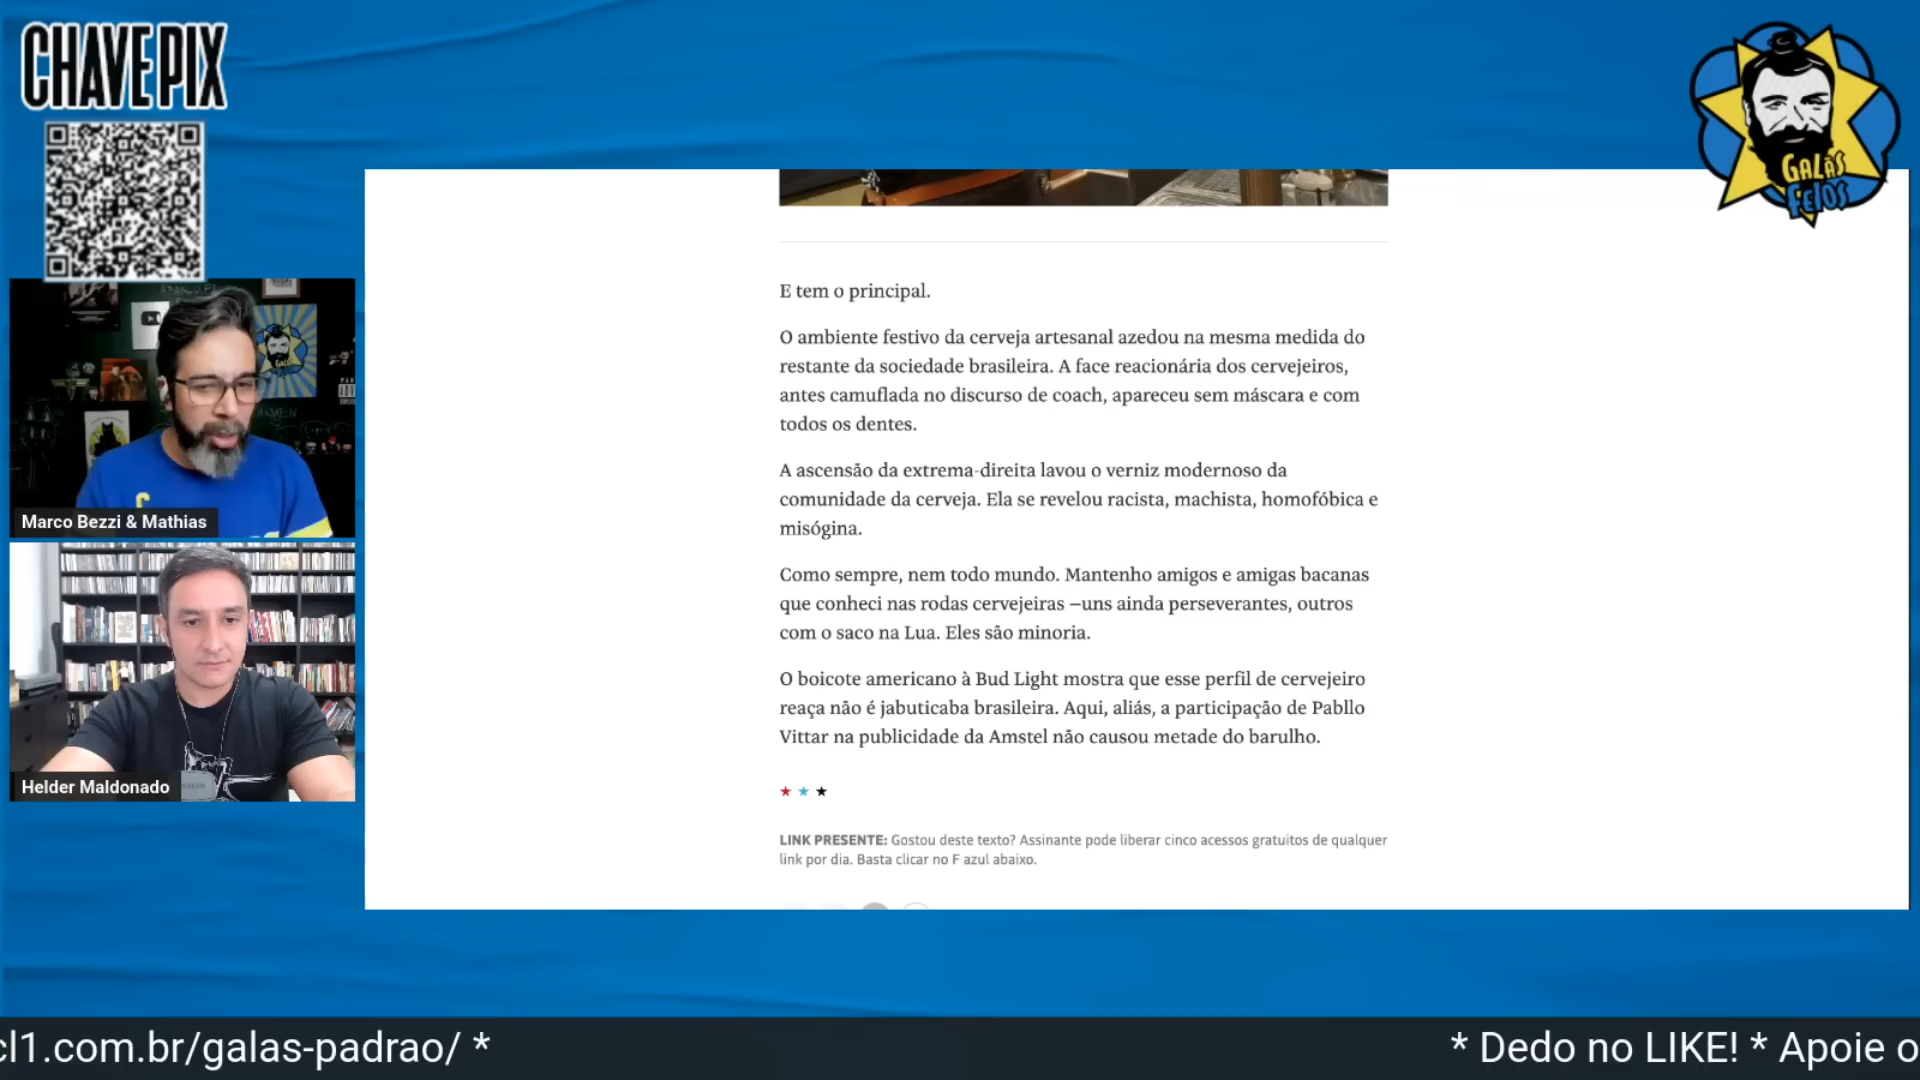 CHAVE PIX
GALÃS
FEIOS
E tem o principal.
O ambiente festivo da cerveja artesanal azedou na mesma medida do
restante da sociedade brasileira. A face reacionária dos cervejeiros,
antes camuflada no discurso de coach, apareceu sem máscara e com
todos os dentes.
A ascensão da extrema-direita lavou o verniz modernoso da
comunidade da cerveja. Ela se revelou racista, machista, homofóbica e
misógina.
Como sempre, nem todo mundo. Mantenho amigos e amigas bacanas
que conheci nas rodas cervejeiras –uns ainda perseverantes, outros
com o saco na Lua. Eles são minoria.
O boicote americano à Bud Light mostra que esse perfil de cervejeiro
reaça não é jabuticaba brasileira. Aqui, aliás, a participação de Pabllo
Vittar na publicidade da Amstel não causou metade do barulho.
LINK PRESENTE: Gostou deste texto? Assinante pode liberar cinco acessos gratuitos de qualquer
link por dia. Basta clicar no F azul abaixo.
Marco Bezzi & Mathias
Helder Maldonado
cl1.com.br/galas-padrao/ * * Dedo no LIKE! * Apoie o